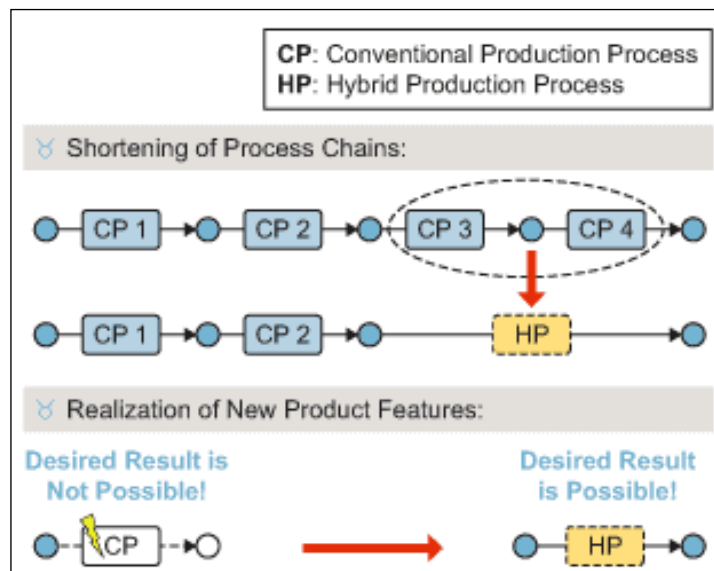 CP: Conventional Production Process
HP: Hybrid Production Process
Shortening of Process Chains:
CP 1 CP 2 CP 3 CP 4
CP 1 CP 2 HP
Realization of New Product Features:
Desired Result is
Not Possible!
Desired Result
is Possible!
CP HP